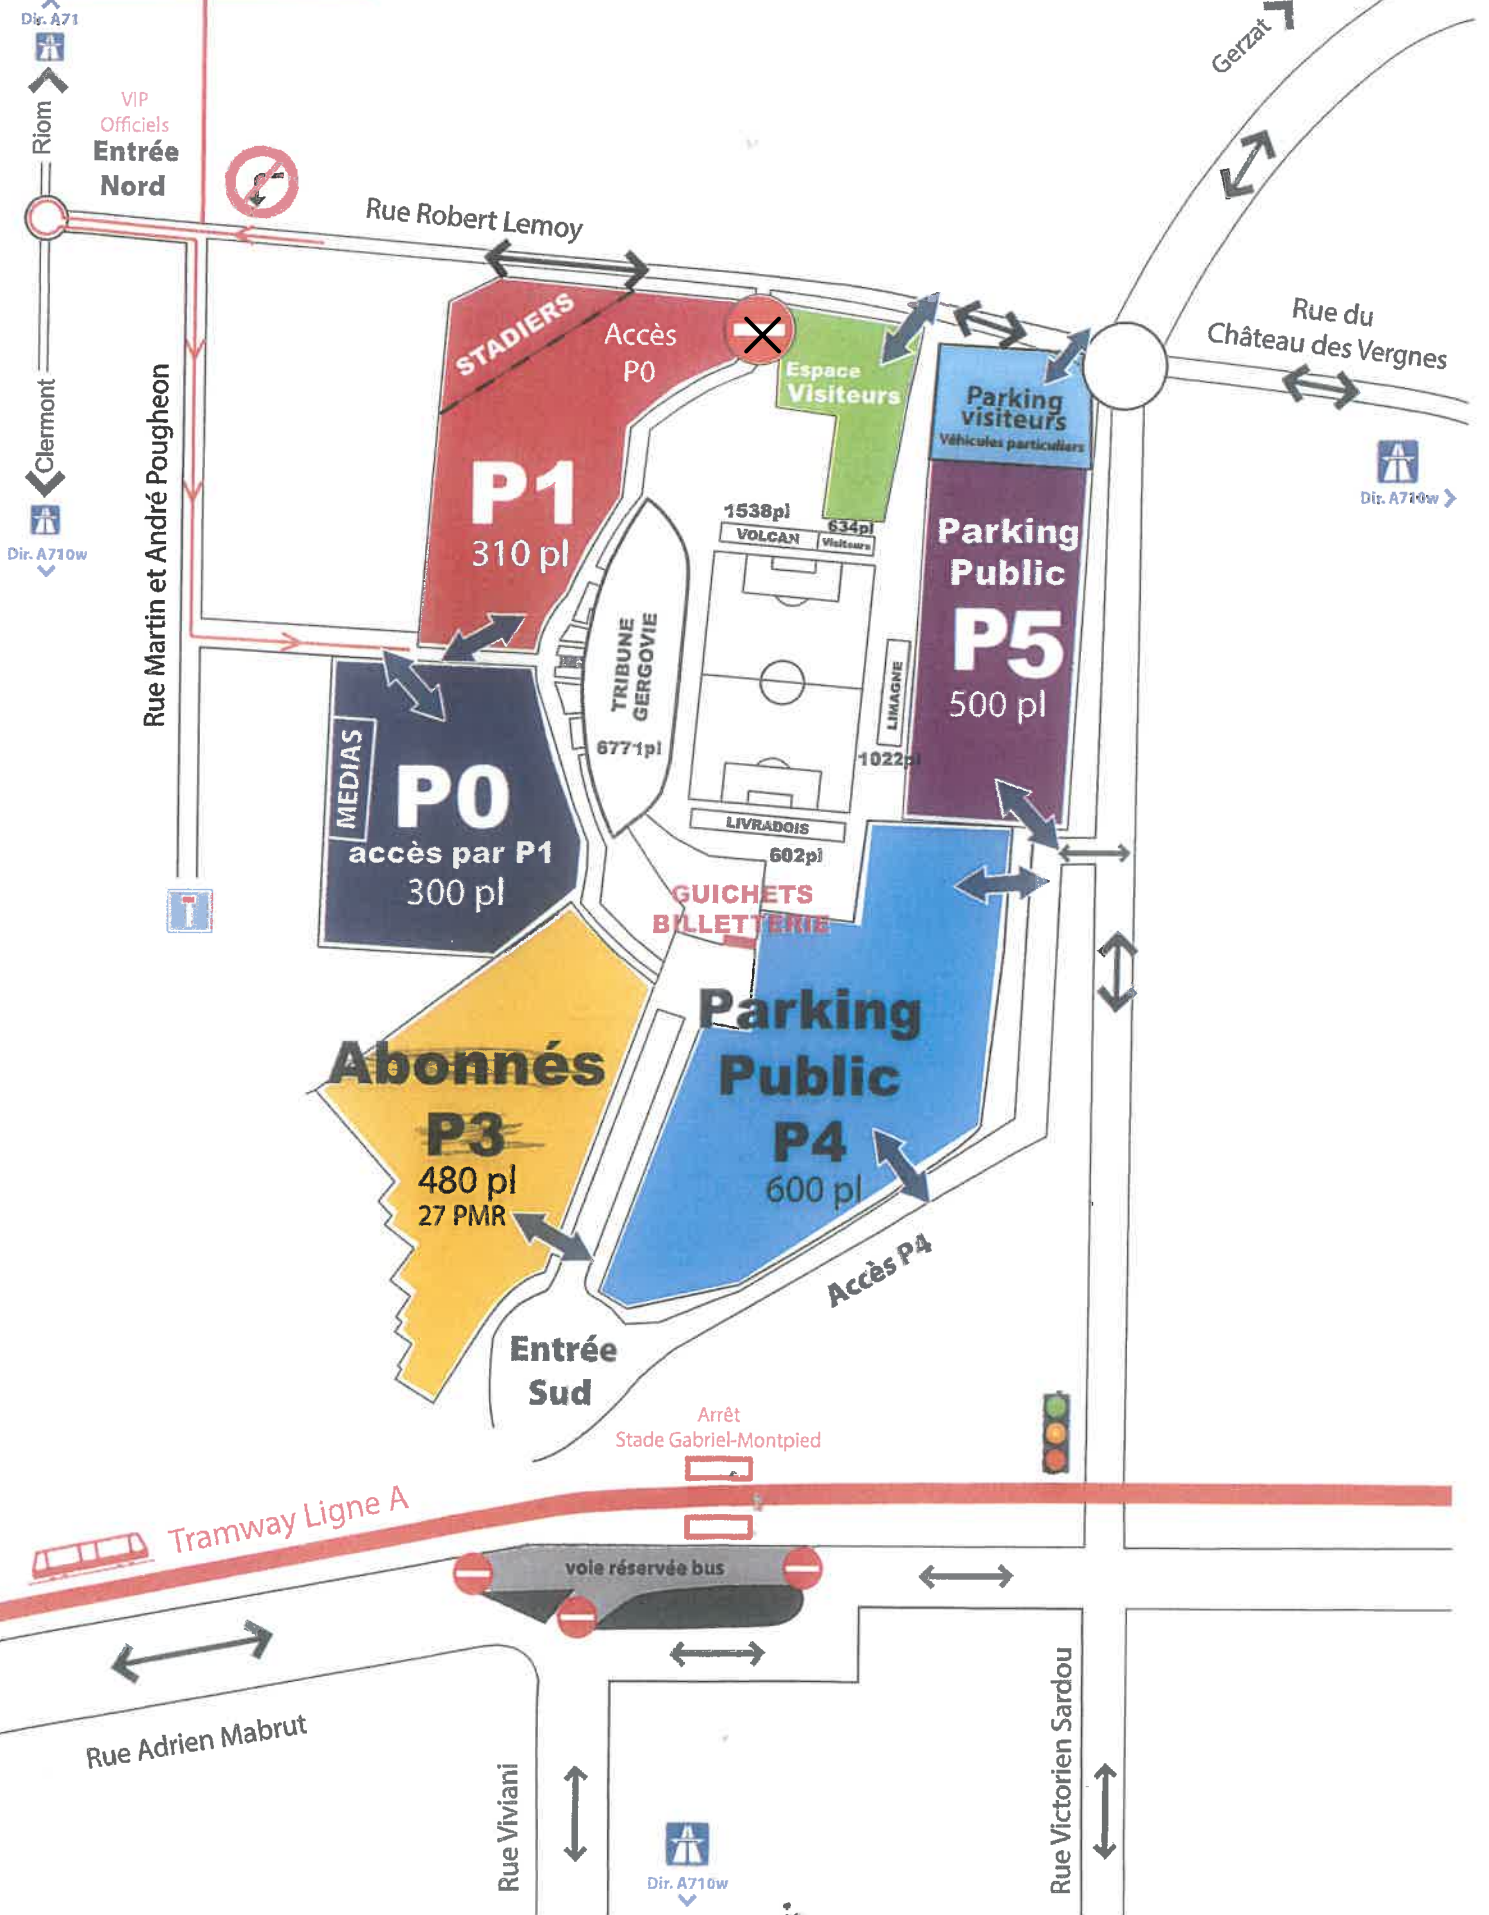 Dir. A71
Riom
Clermont
Dir. A710w
VIP
Officiels
Entrée
Nord
Rue Robert Lemoy
Gerzat
Rue du
Château des Vergnes
Dir. A710w
Rue Martin et André Pougheon
STADIERS
Accès
P0
P1
310 pl
Espace
Visiteurs
Parking
visiteurs
Véhicules particuliers
Parking
Public
P5
500 pl
1538pl
VOLCAN
634pl
Visiteurs
TRIBUNE
GERGOVIE
6771pl
LIMAGNE
1022pl
LIVRADOIS
602pl
MEDIAS
P0
accès par P1
300 pl
GUICHETS
BILLETTERIE
Abonnés
P3
480 pl
27 PMR
Parking
Public
P4
600 pl
Accès P4
Entrée
Sud
Arrêt
Stade Gabriel-Montpied
Tramway Ligne A
voie réservée bus
Rue Adrien Mabrut
Rue Viviani
Dir. A710w
Rue Victorien Sardou